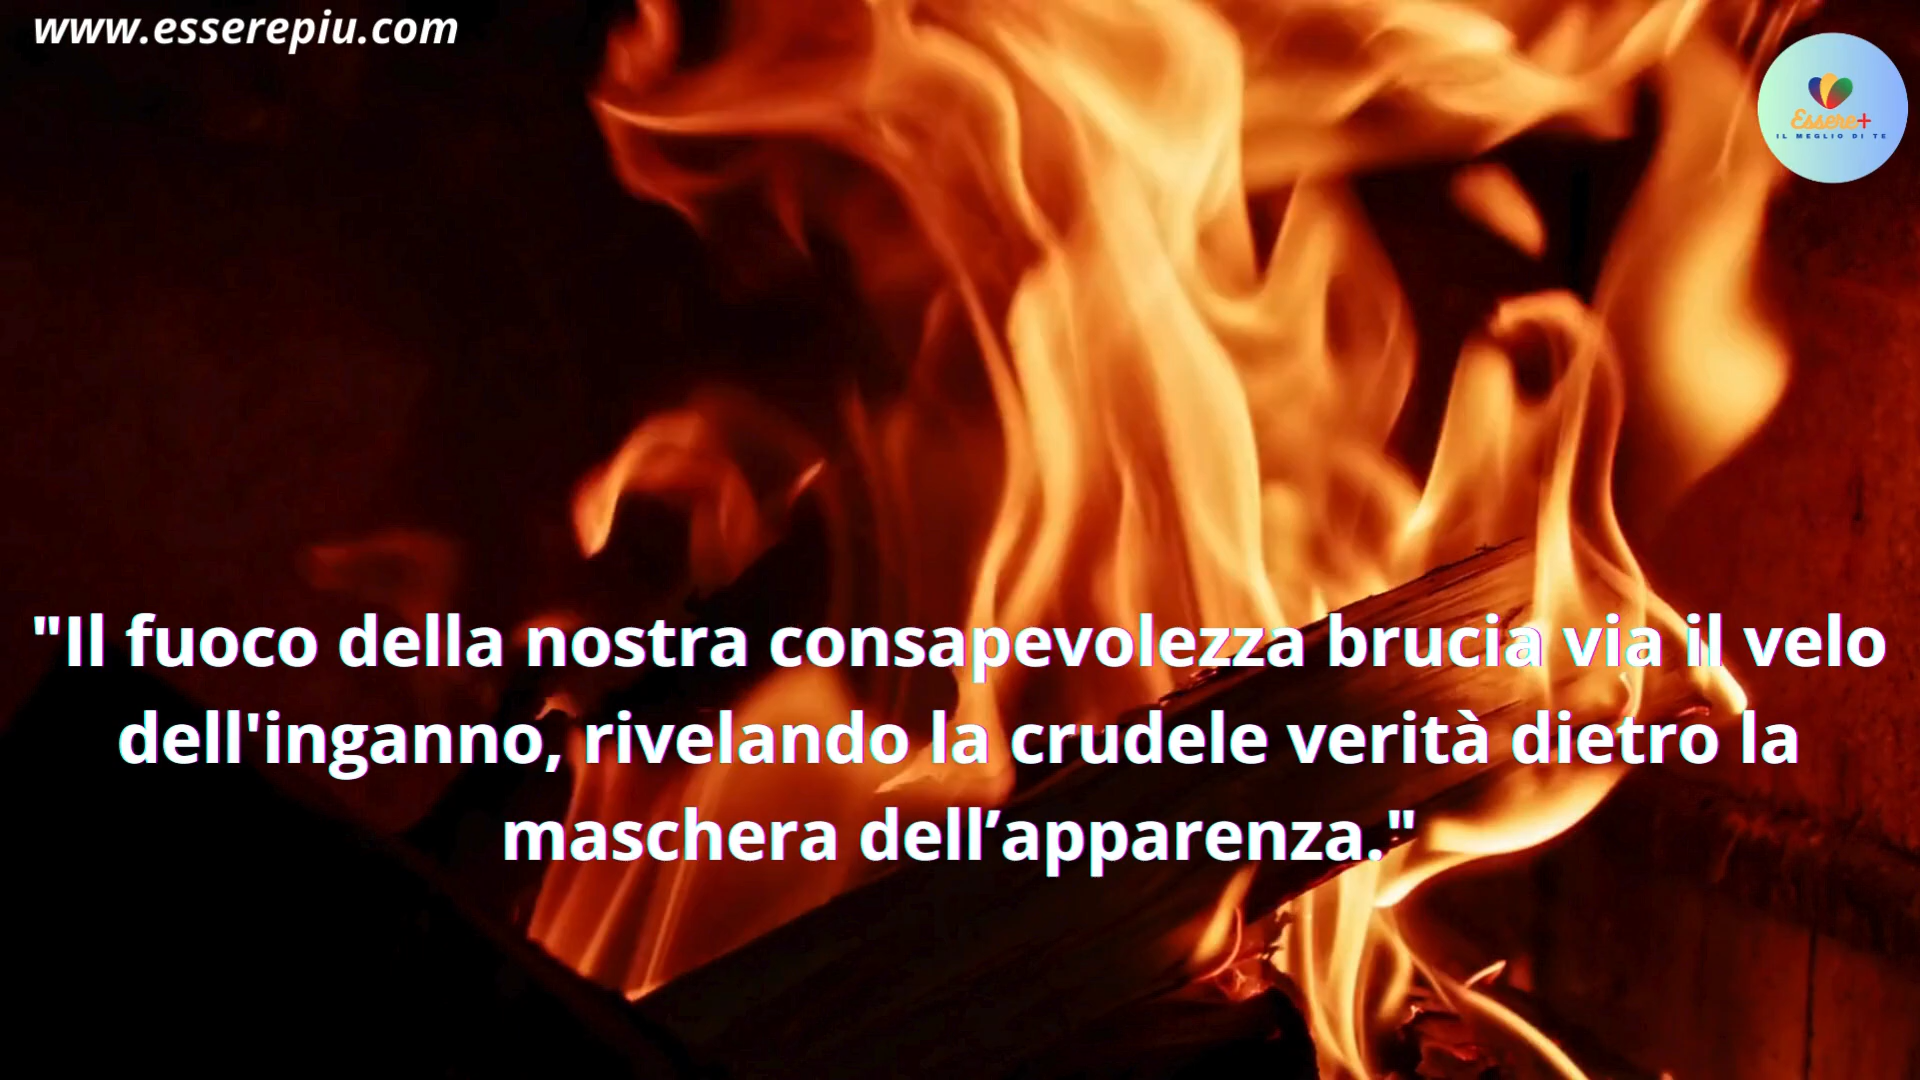 www.esserepiu.com
Essere+
IL MEGLIO DI TE
"Il fuoco della nostra consapevolezza brucia via il velo
dell'inganno, rivelando la crudele verità dietro la
maschera dell’apparenza."